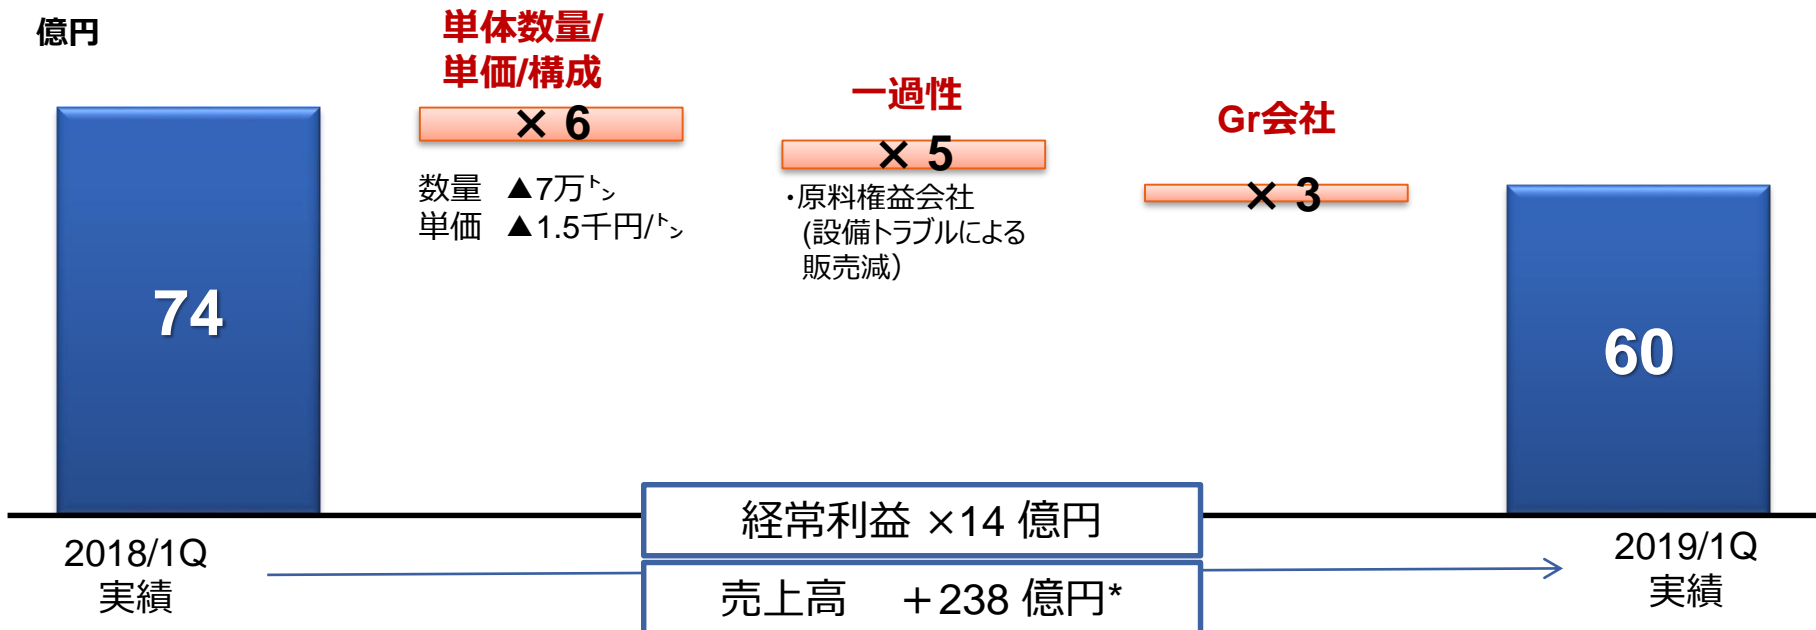 億円
単体数量/
単価/構成
× 6
数量 ▲7万㌧
単価 ▲1.5千円/㌧
一過性
× 5
・原料権益会社
(設備トラブルによる
販売減）
Gr会社
× 3
74
60
経常利益 ×14 億円
売上高 ＋238 億円*
2018/1Q
実績
2019/1Q
実績